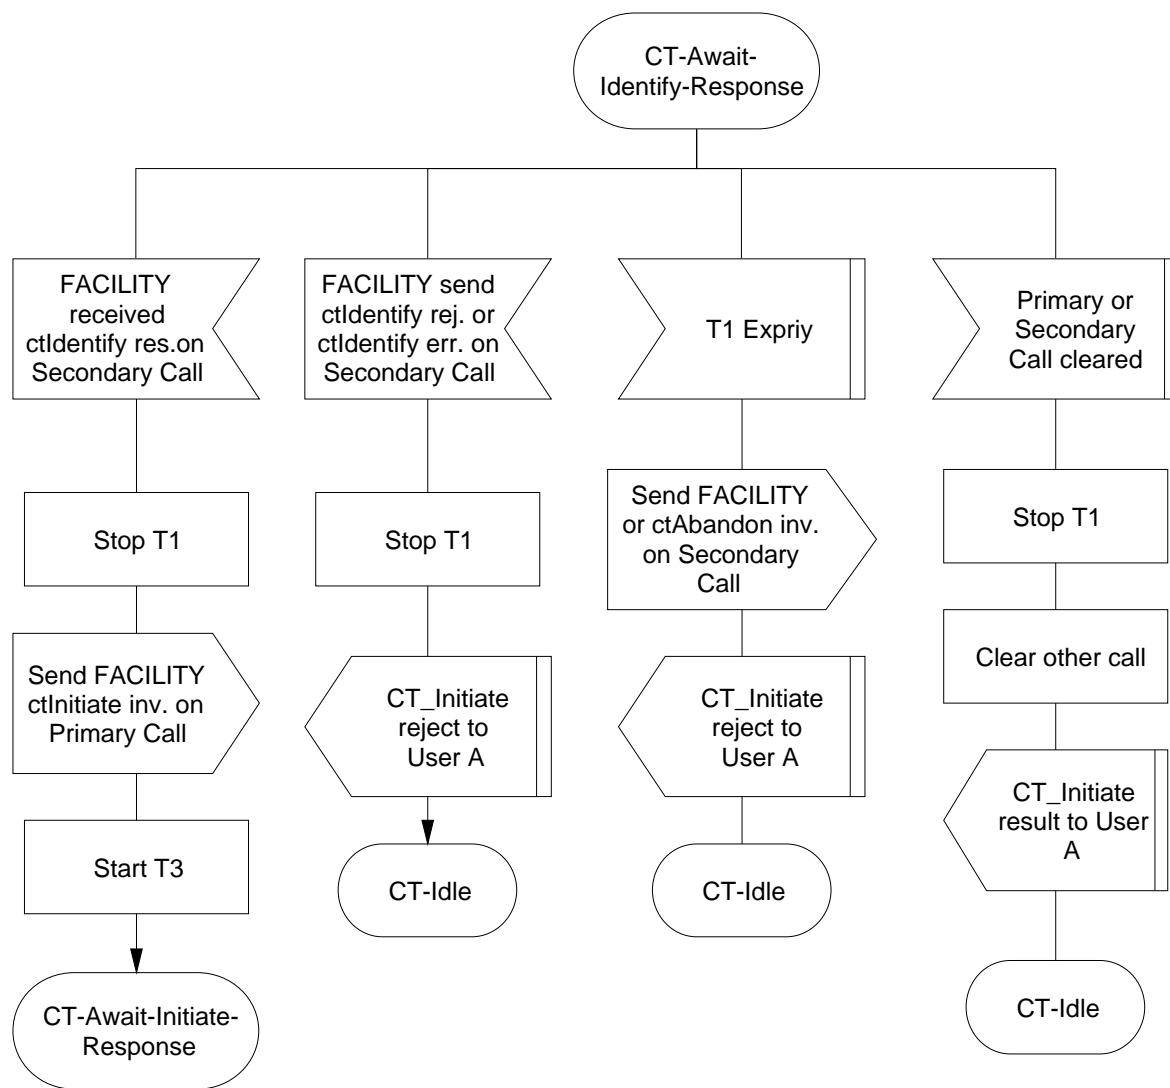 CT-Await-
Identify-Response
FACILITY
received
ctIdentify res.on
Secondary Call
Stop T1
Send FACILITY
ctInitiate inv. on
Primary Call
Start T3
CT-Await-Initiate-
Response
FACILITY send
ctIdentify rej. or
ctIdentify err. on
Secondary Call
Stop T1
CT_Initiate
reject to
User A
CT-Idle
T1 Expriy
Send FACILITY
or ctAbandon inv.
on Secondary
Call
CT_Initiate
reject to
User A
CT-Idle
Primary or
Secondary
Call cleared
Stop T1
Clear other call
CT_Initiate
result to User
A
CT-Idle